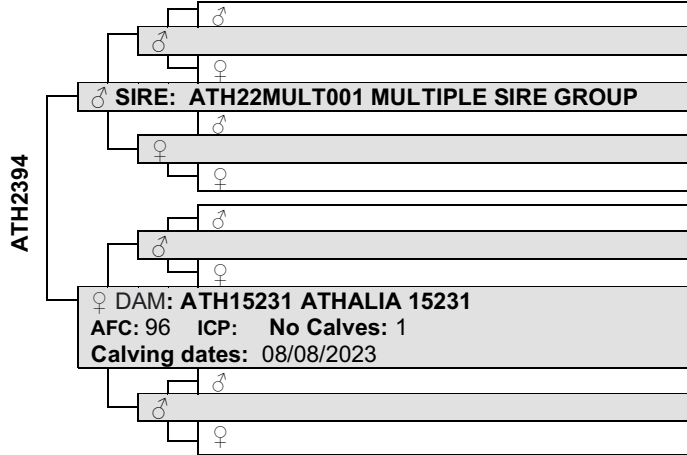 ♂
♂
♀
♂ SIRE: ATH22MULT001 MULTIPLE SIRE GROUP
♂
♀
♀
ATH2394
♂
♂
♀
♀ DAM: ATH15231 ATHALIA 15231
AFC: 96 ICP: No Calves: 1
Calving dates: 08/08/2023
♂
♂
♀